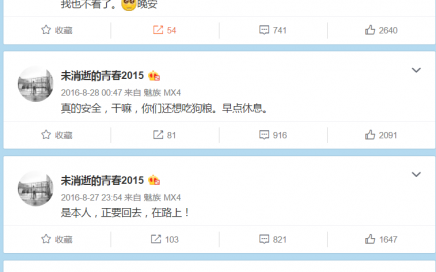 我也不看了。晚安
收藏 54 741 2640
未消逝的青春2015
2016-8-28 00:47 来自 魅族 MX4
真的安全，干嘛，你们还想吃狗粮。早点休息。
收藏 81 916 2091
未消逝的青春2015
2016-8-27 23:54 来自 魅族 MX4
是本人，正要回去，在路上！
收藏 103 821 1647